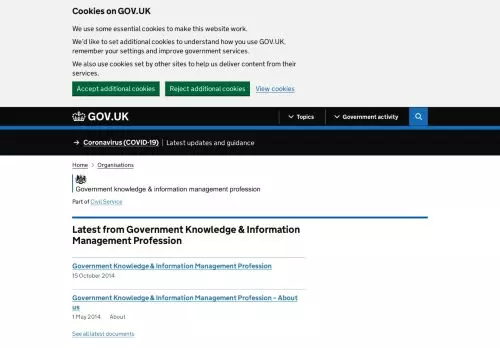 Cookies on GOV.UK
We use some essential cookies to make this website work.
We'd like to set additional cookies to understand how you use GOV.UK,
remember your settings and improve government services.
We also use cookies set by other sites to help us deliver content from their
services.
Accept additional cookies Reject additional cookies View cookies
GOV.UK Topics Government activity
→ Coronavirus (COVID-19) Latest updates and guidance
Home > Organisations
Government knowledge & information management profession
Part of Civil Service
Latest from Government Knowledge & Information
Management Profession
Government Knowledge & Information Management Profession
15 October 2014
Government Knowledge & Information Management Profession – About
us
1 May 2014 About
See all latest documents